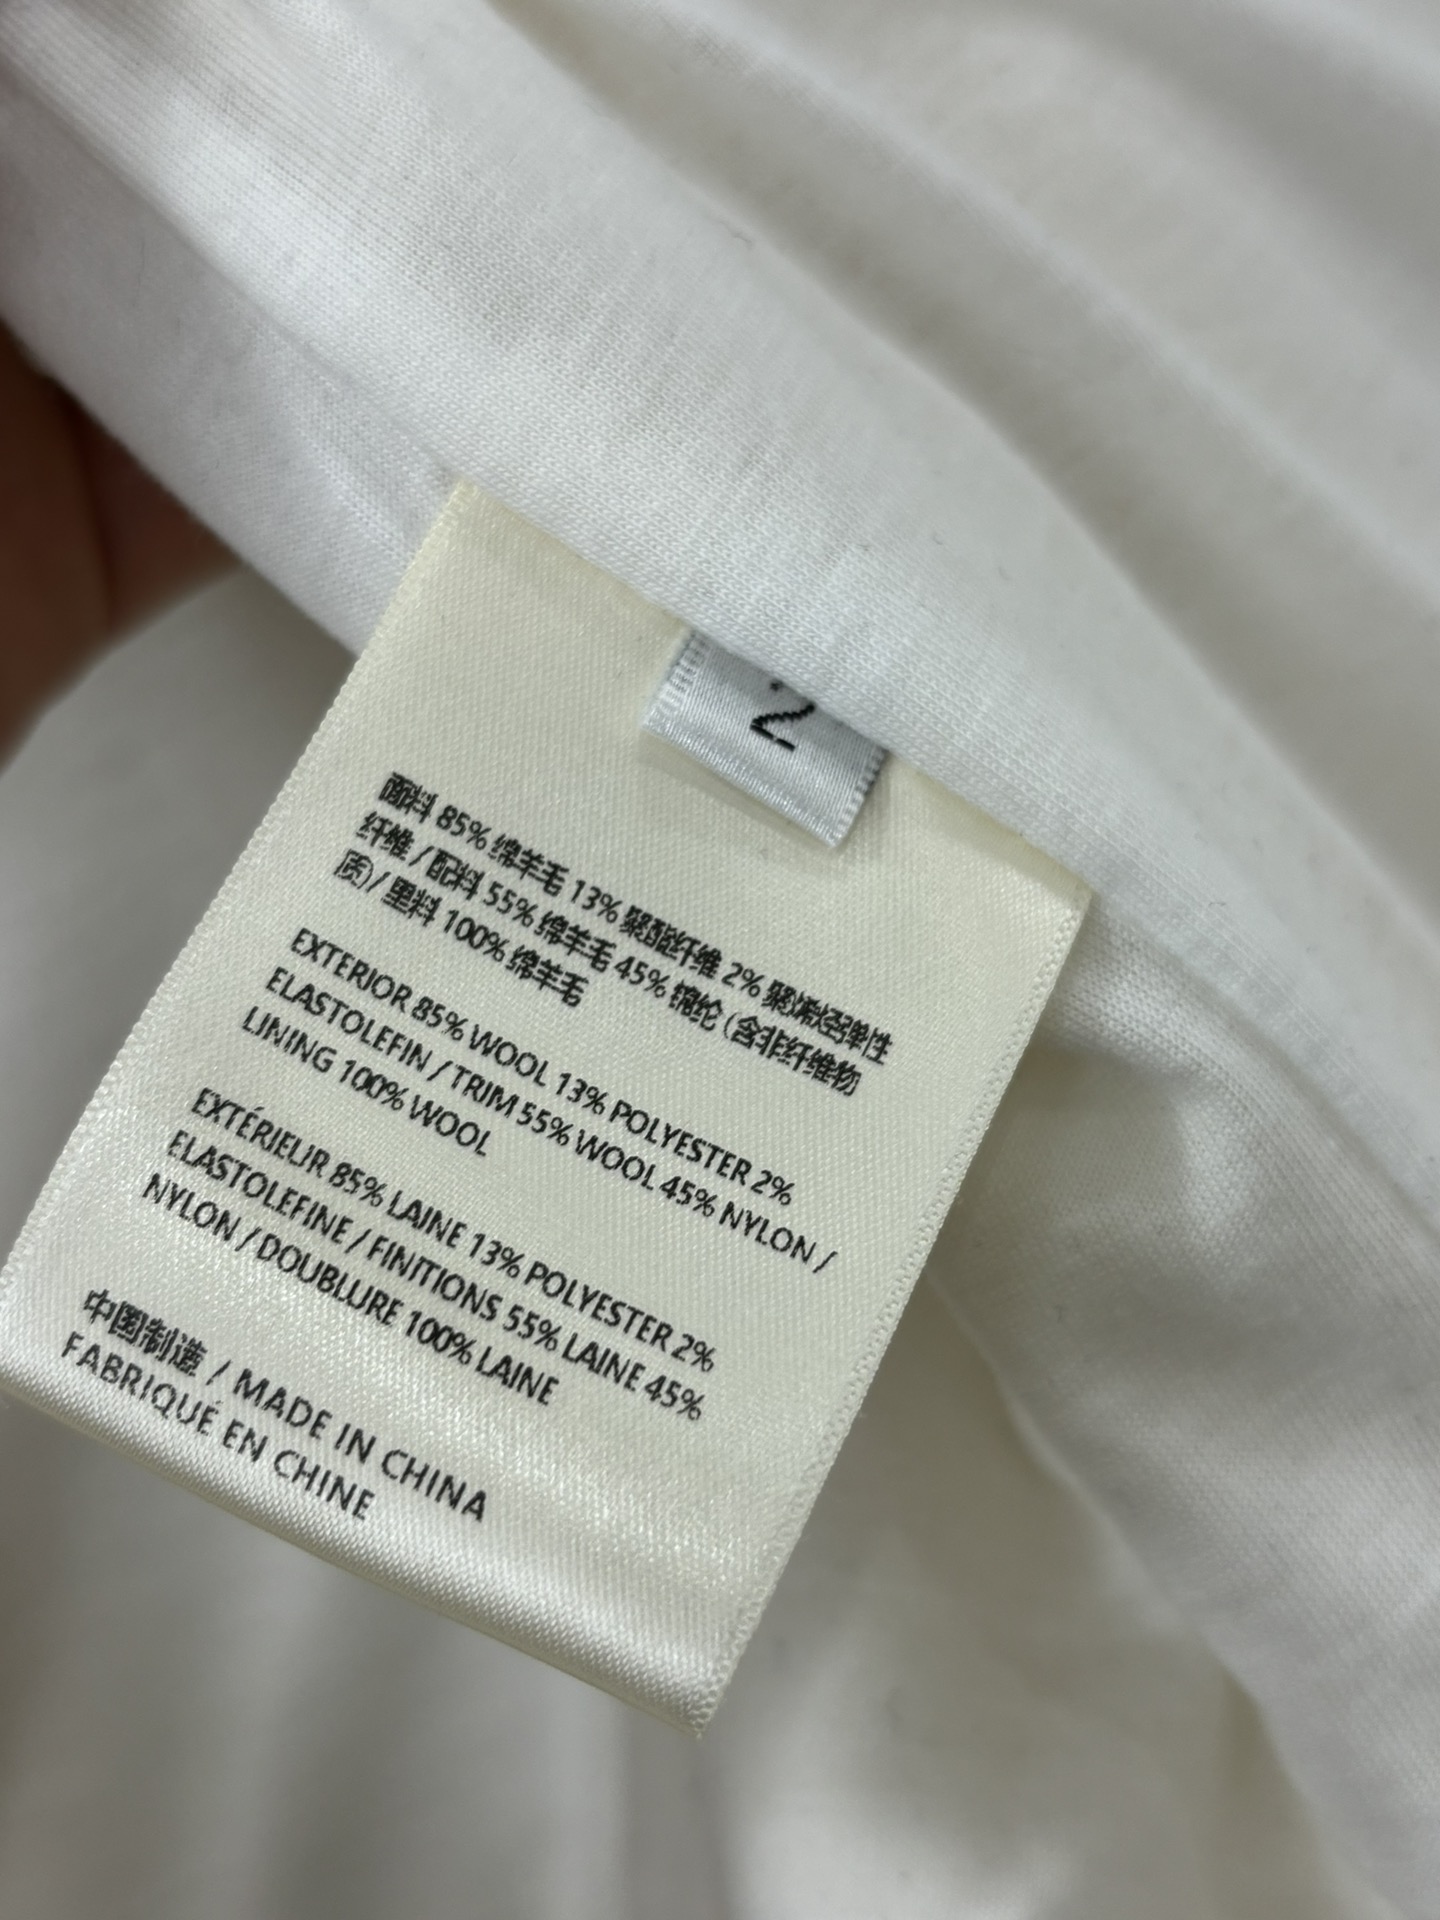 2
面料 85% 绵羊毛 13% 聚酯纤维 2% 聚烯烃弹性
纤维 / 配料 55% 绵羊毛 45% 锦纶 (含非纤维物
质) / 里料 100% 绵羊毛
EXTERIOR 85% WOOL 13% POLYESTER 2%
ELASTOLEFIN / TRIM 55% WOOL 45% NYLON /
LINING 100% WOOL
EXTÉRIEUR 85% LAINE 13% POLYESTER 2%
ELASTOLEFINE / FINITIONS 55% LAINE 45%
NYLON / DOUBLURE 100% LAINE
中国制造 / MADE IN CHINA
FABRIQUÉ EN CHINE